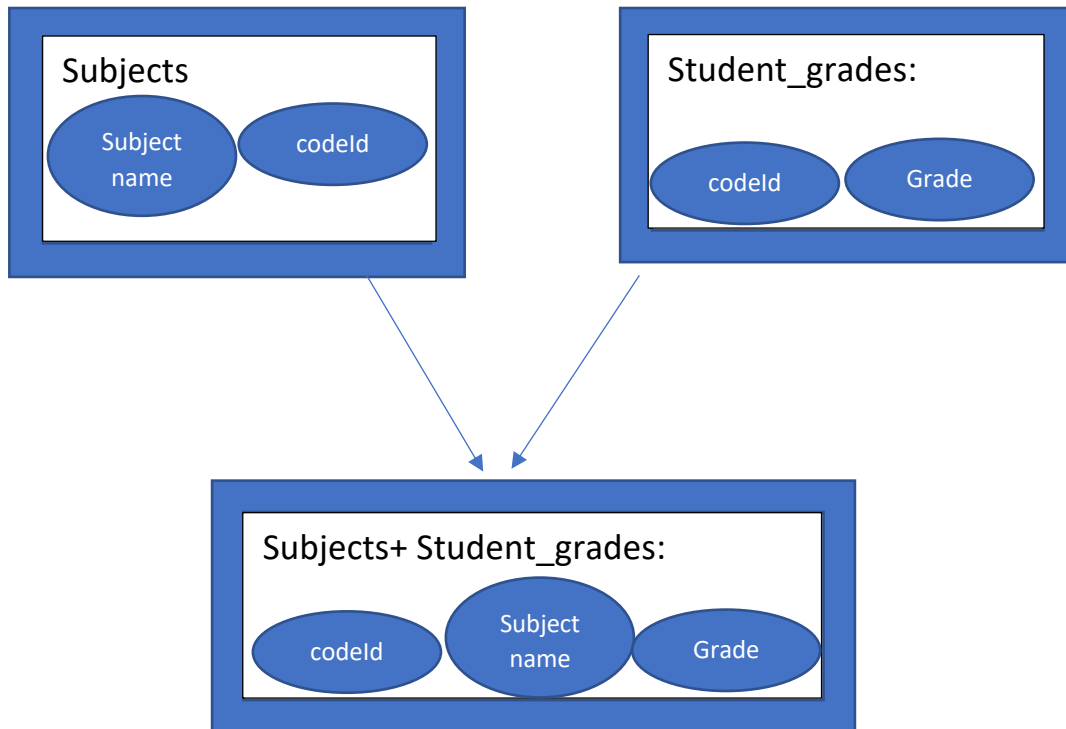 Subjects
Subject
name
codeId
Student_grades:
codeId
Grade
Subjects+ Student_grades:
codeId
Subject
name
Grade